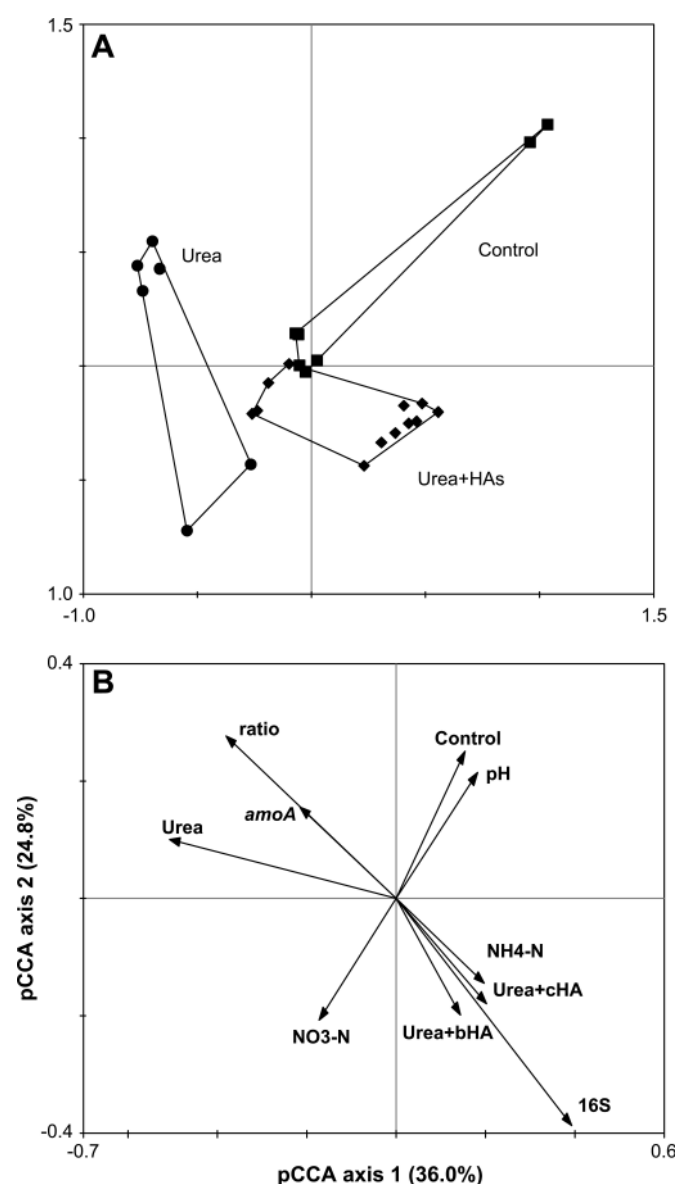 1.5
A
Urea
Control
Urea+HAs
1.0
-1.0
1.5
0.4
B
ratio
Control
pH
amoA
Urea
NH4-N
Urea+cHA
NO3-N
Urea+bHA
16S
-0.4
-0.7
0.6
pCCA axis 2 (24.8%)
pCCA axis 1 (36.0%)